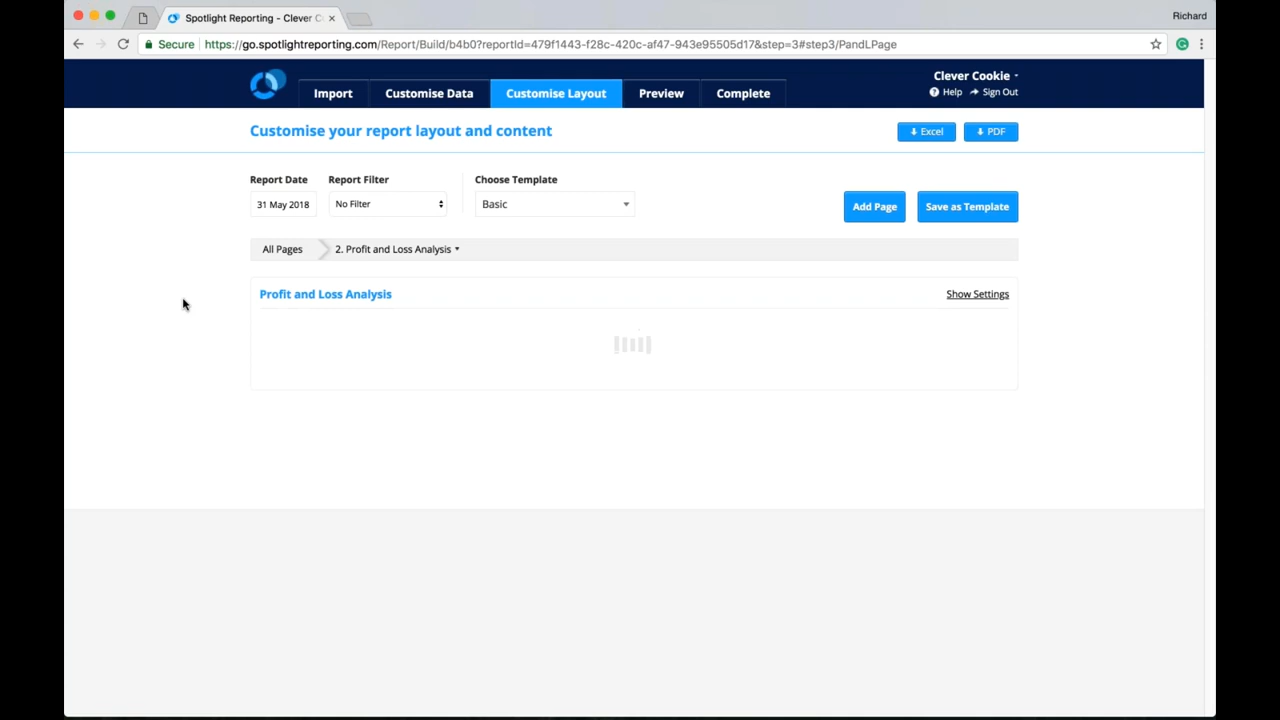 Spotlight Reporting - Clever C
Richard
Secure
https://go.spotlightreporting.com/Report/Build/b4b0?reportId=479f1443-f28c-420c-af47-943e95505d17&step=3#step3/PandLPage
Import
Customise Data
Customise Layout
Preview
Complete
Clever Cookie
Help
Sign Out
Customise your report layout and content
Excel
PDF
Report Date
Report Filter
Choose Template
31 May 2018
No Filter
Basic
Add Page
Save as Template
All Pages
2. Profit and Loss Analysis
Profit and Loss Analysis
Show Settings